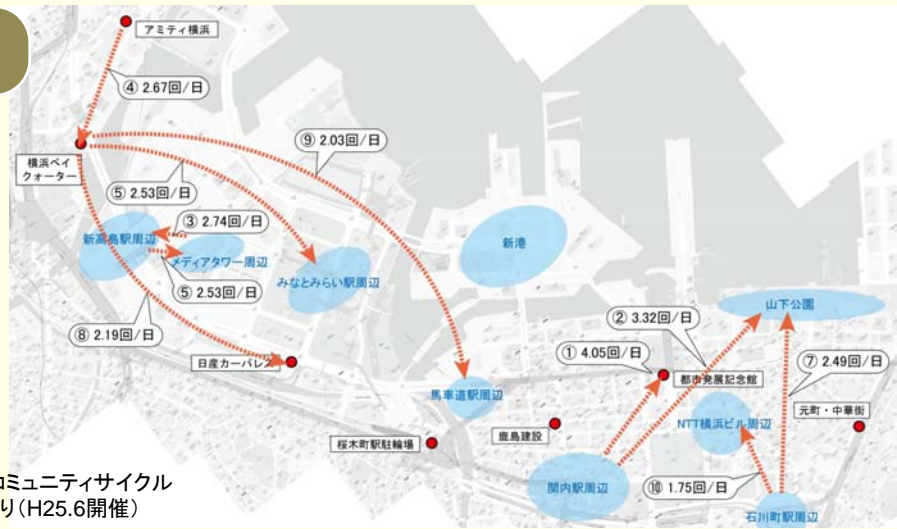 アミティ横浜
④ 2.67回/日
⑨ 2.03回/日
横浜ベイ
クォーター
⑤ 2.53回/日
③ 2.74回/日
新高島駅周辺
メディアタワー周辺
新港
みなとみらい駅周辺
⑤ 2.53回/日
山下公園
② 3.32回/日
⑧ 2.19回/日
① 4.05回/日
⑦ 2.49回/日
日産カーパレス
都市発展記念館
馬車道駅周辺
元町・中華街
NTT横浜ビル周辺
鹿島建設
桜木町駅駐輪場
関内駅周辺
⑩ 1.75回/日
コミュニティサイクル
り(H25.6開催)
石川町駅周辺